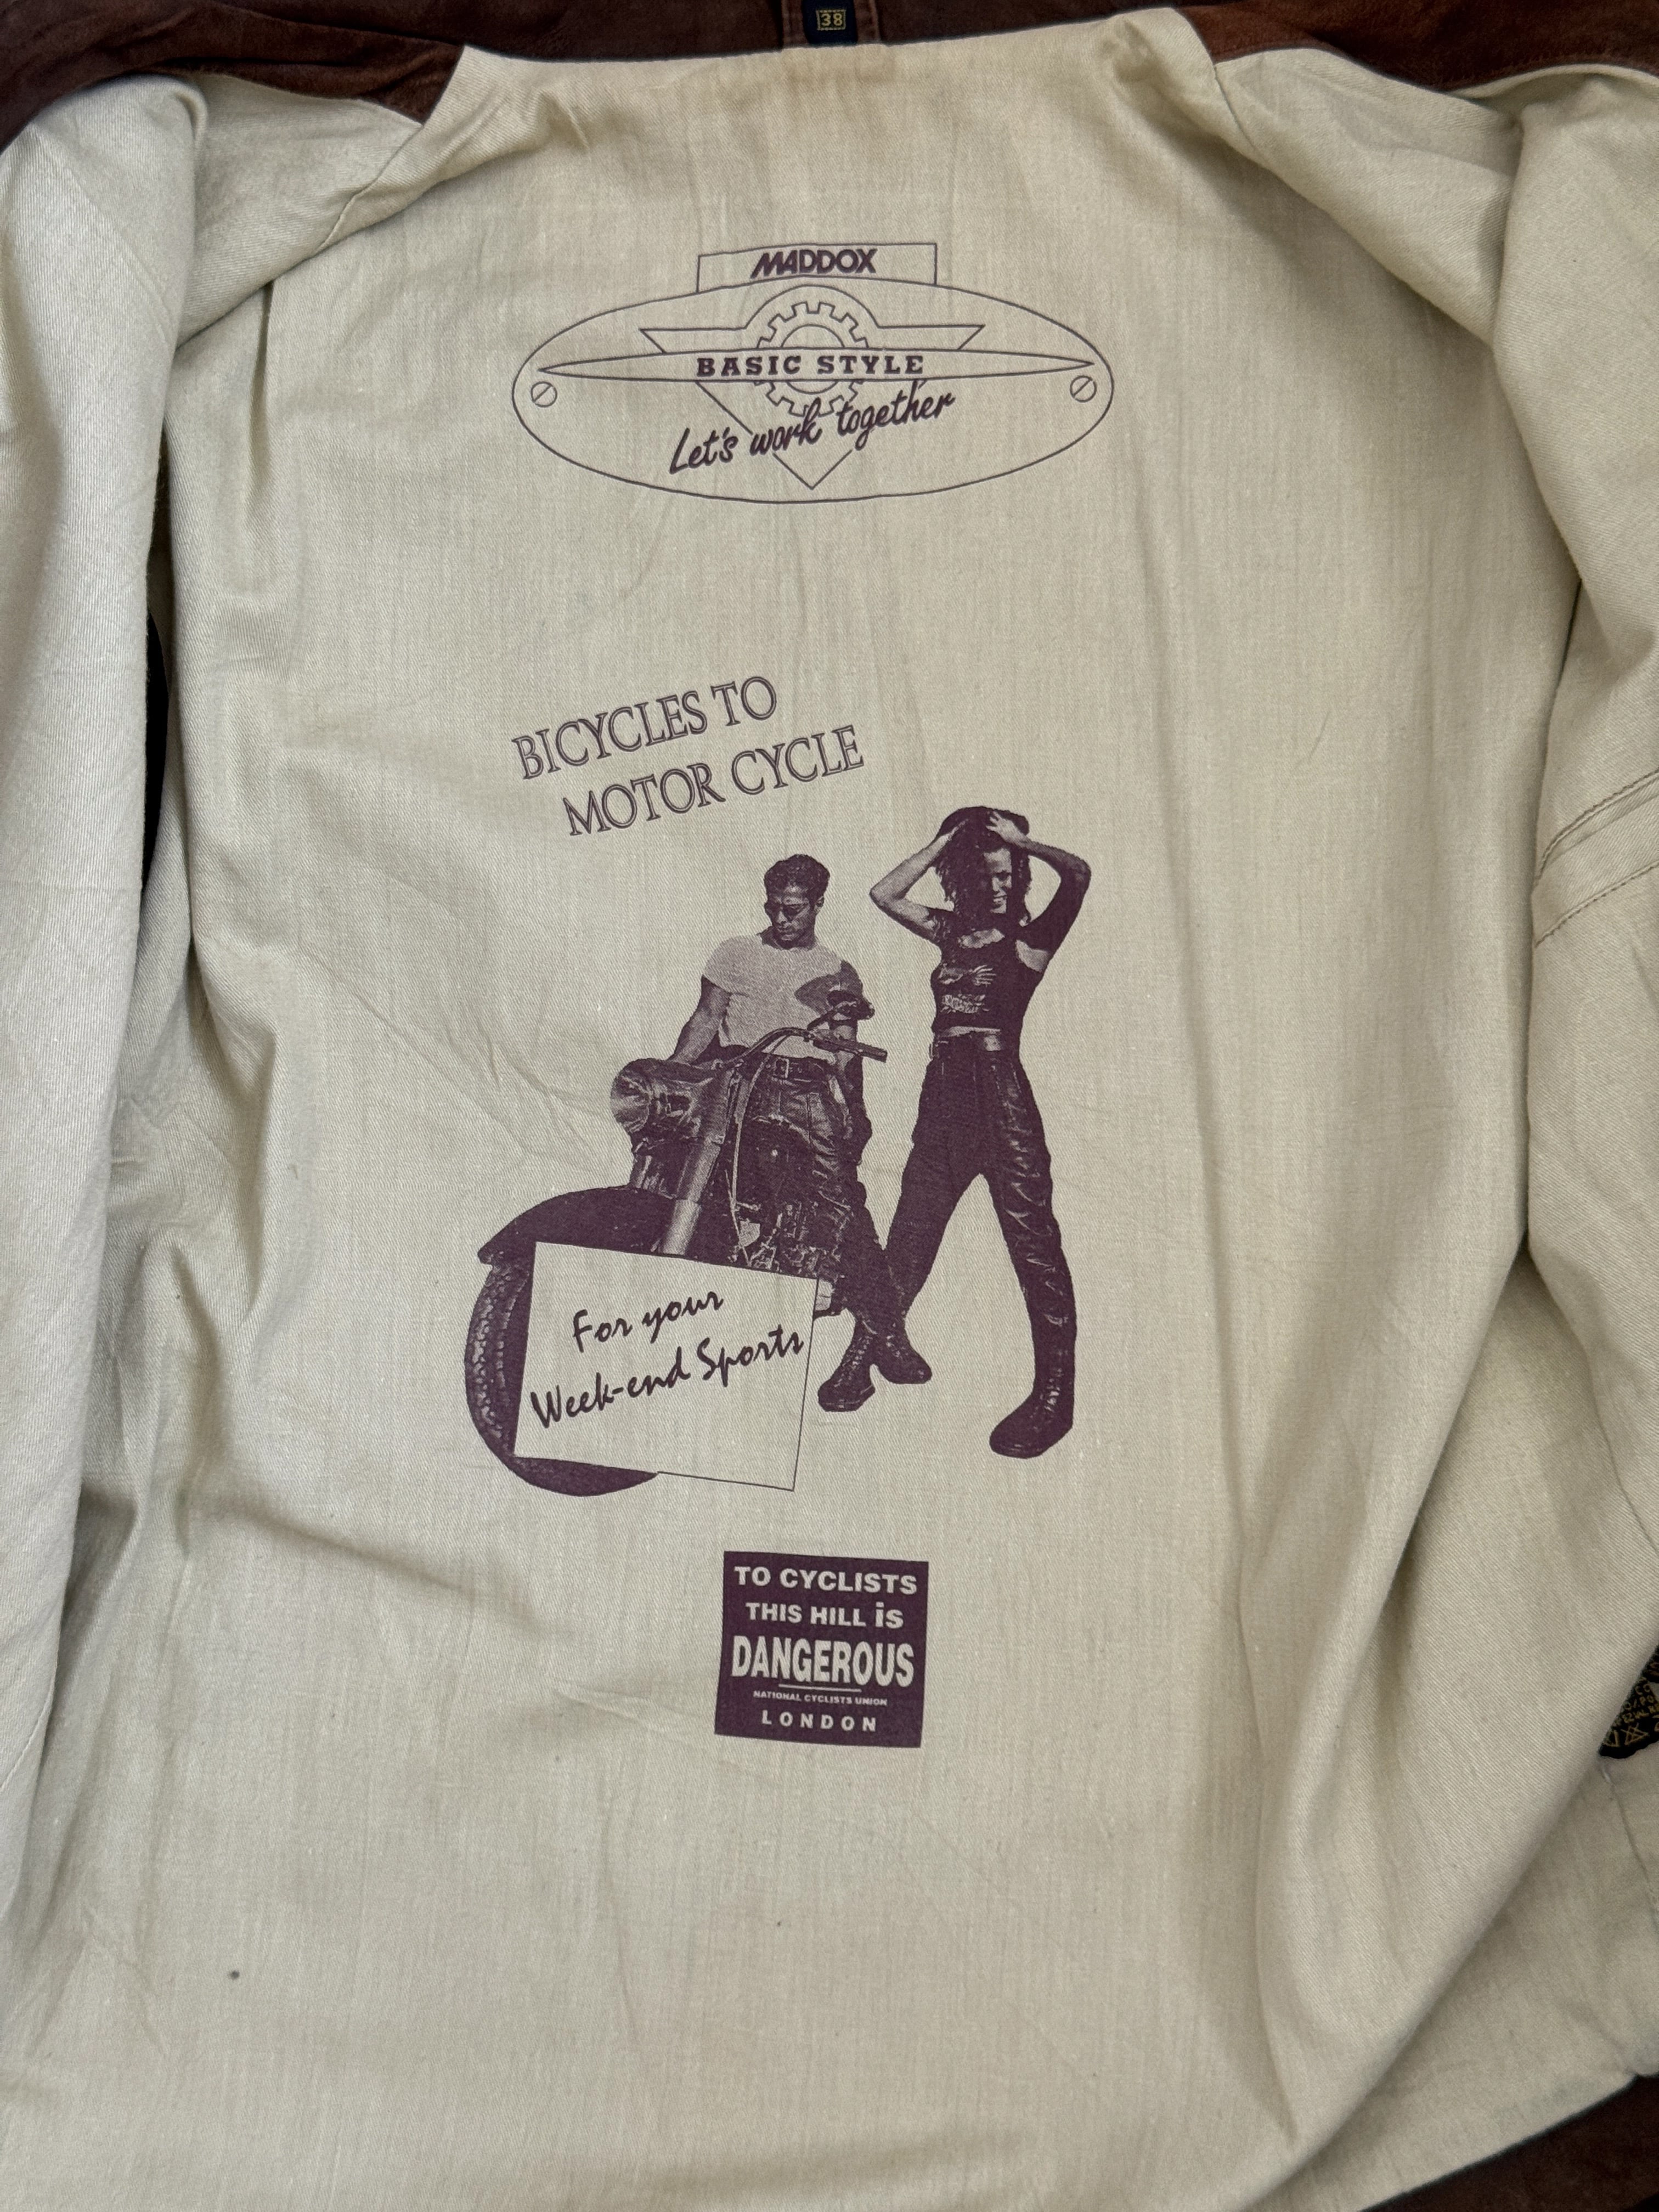 38
MADDOX
BASIC STYLE
Let's work together
BICYCLES TO
MOTOR CYCLE
For your
Week-end Sports
TO CYCLISTS
THIS HILL is
DANGEROUS
NATIONAL CYCLISTS UNION
LONDON